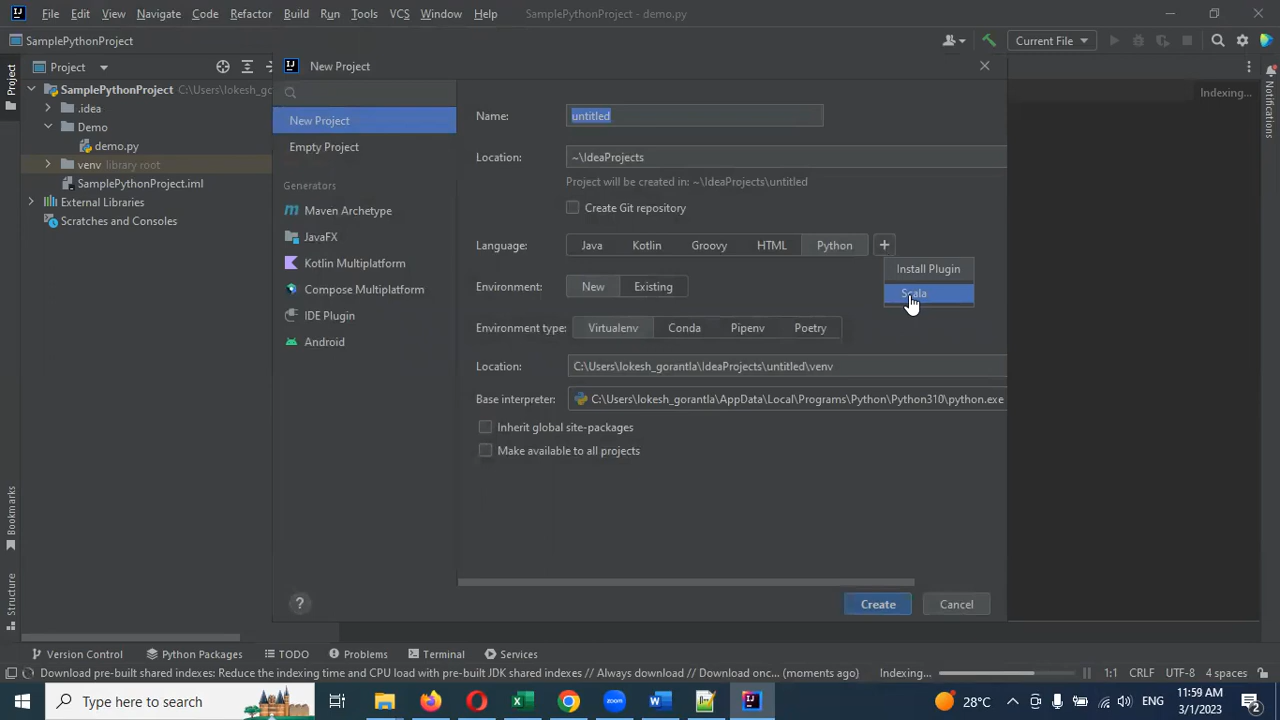 File Edit View Navigate Code Refactor Build Run Tools VCS Window Help SamplePythonProject - demo.py
SamplePythonProject Current File
Project
Project
SamplePythonProject C:\Users\lokesh_gc
.idea
Demo
demo.py
venv library root
SamplePythonProject.iml
External Libraries
Scratches and Consoles
New Project
New Project
Empty Project
Generators
Maven Archetype
JavaFX
Kotlin Multiplatform
Compose Multiplatform
IDE Plugin
Android
Name: untitled
Location: ~\IdeaProjects
Project will be created in: ~\IdeaProjects\untitled
Create Git repository
Language: Java Kotlin Groovy HTML Python +
Install Plugin
Scala
Environment: New Existing
Environment type: Virtualenv Conda Pipenv Poetry
Location: C:\Users\lokesh_gorantla\IdeaProjects\untitled\venv
Base interpreter: C:\Users\lokesh_gorantla\AppData\Local\Programs\Python\Python310\python.exe
Inherit global site-packages
Make available to all projects
? Create Cancel
Indexing...
Notifications
Bookmarks
Structure
Version Control Python Packages TODO Problems Terminal Services
Download pre-built shared indexes: Reduce the indexing time and CPU load with pre-built JDK shared indexes // Always download // Download onc... (moments ago) Indexing... 1:1 CRLF UTF-8 4 spaces
Type here to search 28°C ENG 11:59 AM
3/1/2023 2